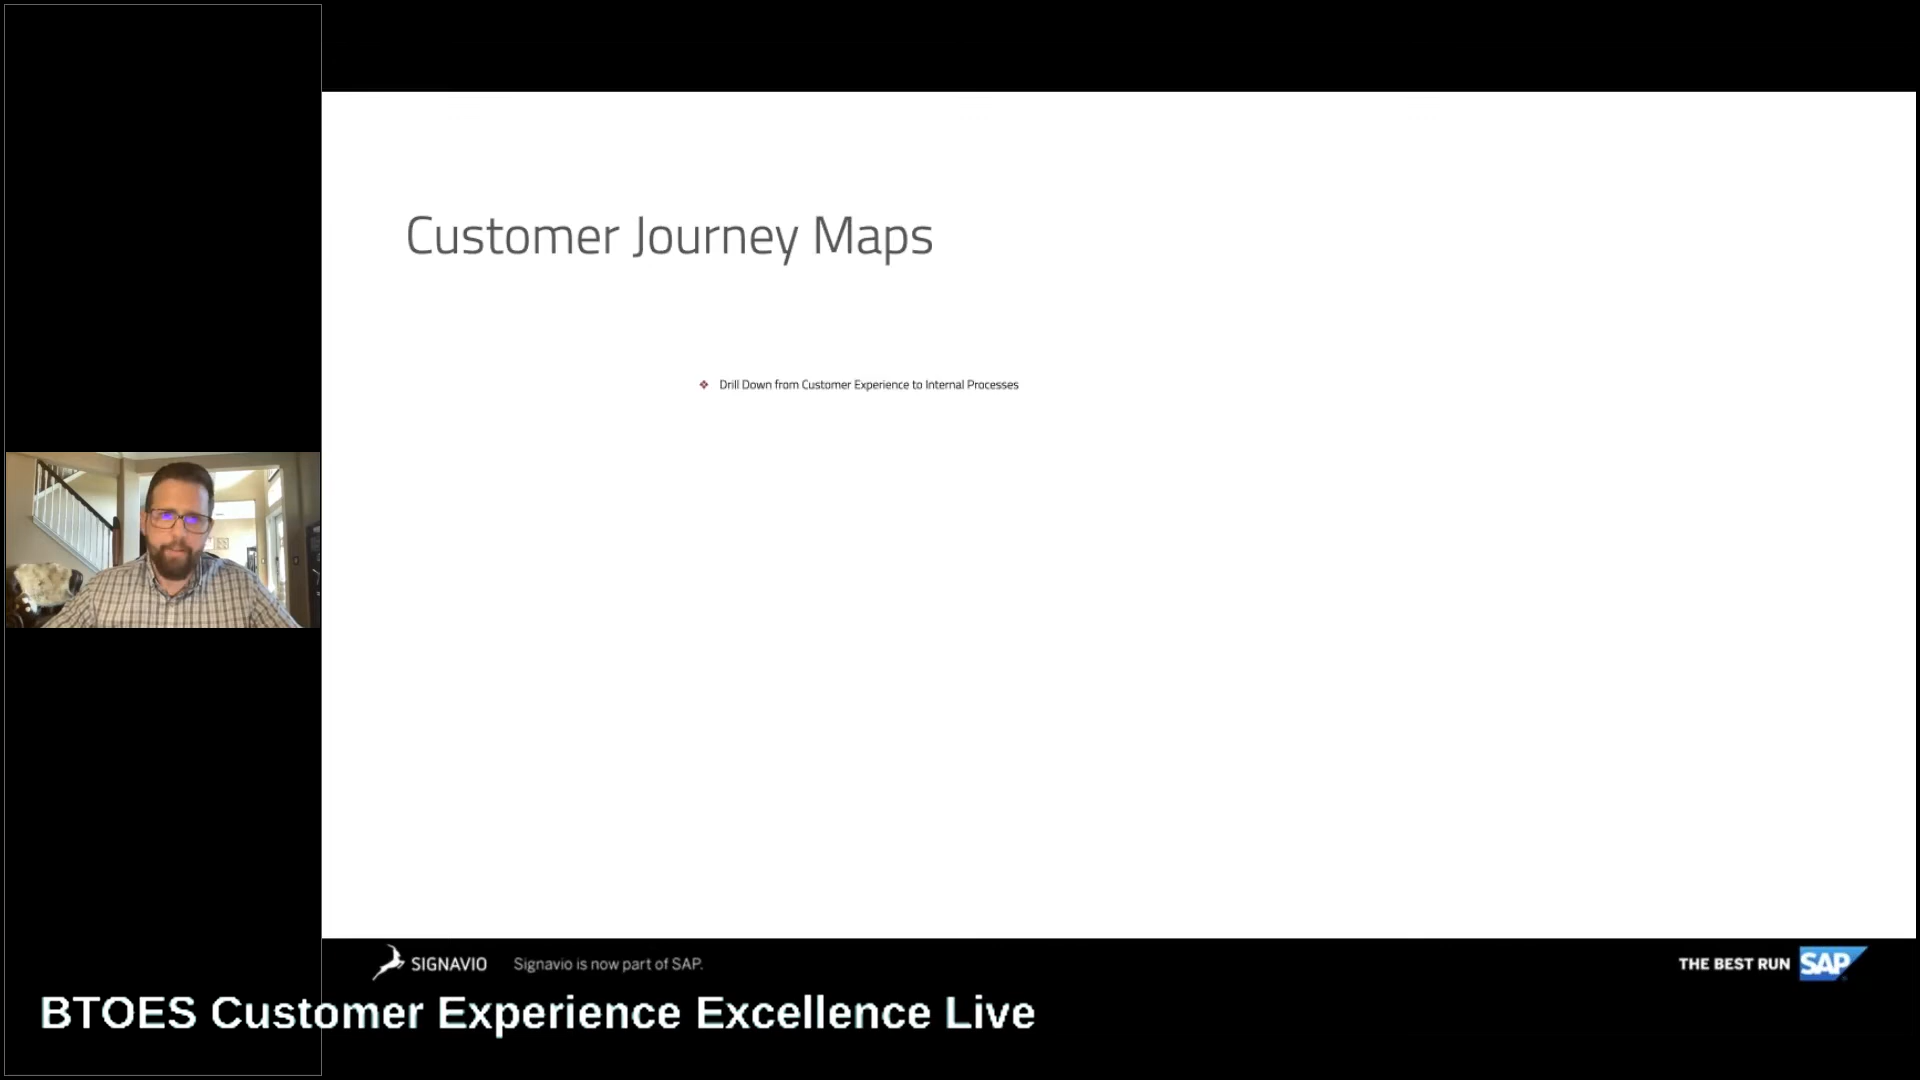 Customer Journey Maps
❖ Drill Down from Customer Experience to Internal Processes
SIGNAVIO Signavio is now part of SAP.
THE BEST RUN SAP
BTOES Customer Experience Excellence Live